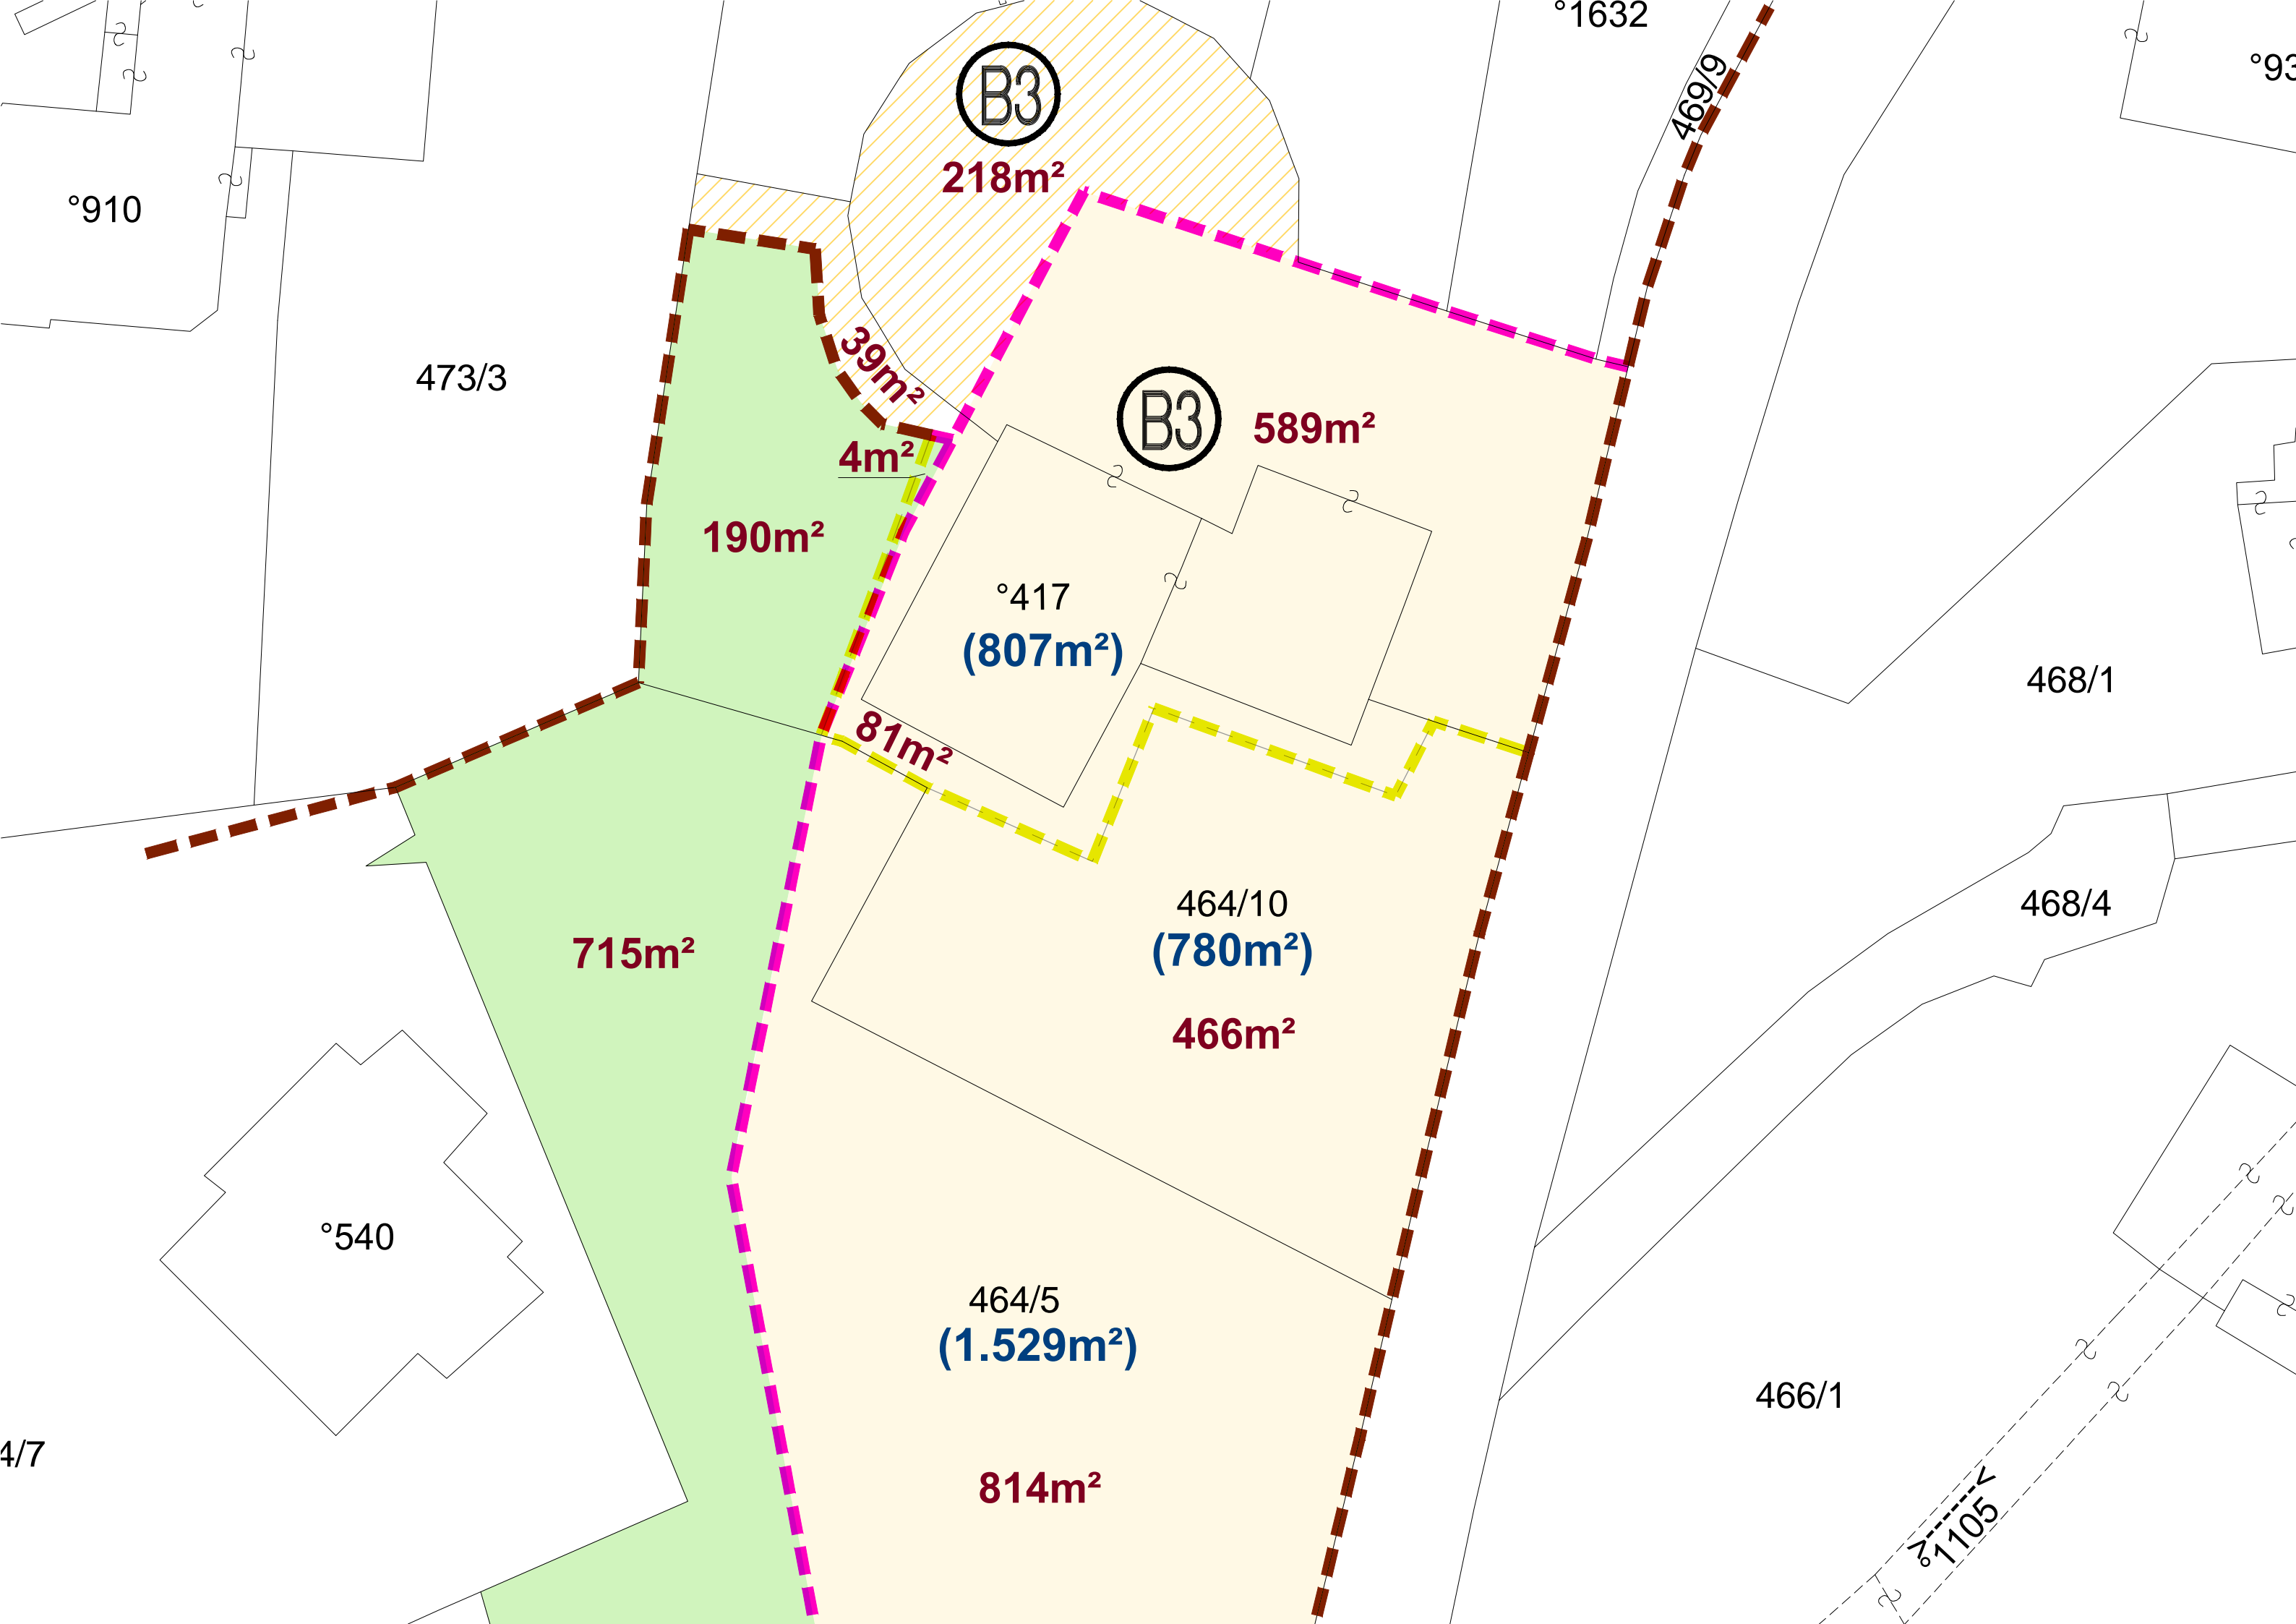 °1632
469/9
°93
B3
218m²
°910
473/3
39m²
B3
589m²
4m²
190m²
°417
(807m²)
81m²
468/1
464/10
(780m²)
468/4
715m²
466m²
°540
464/5
(1.529m²)
466/1
4/7
814m²
°1105